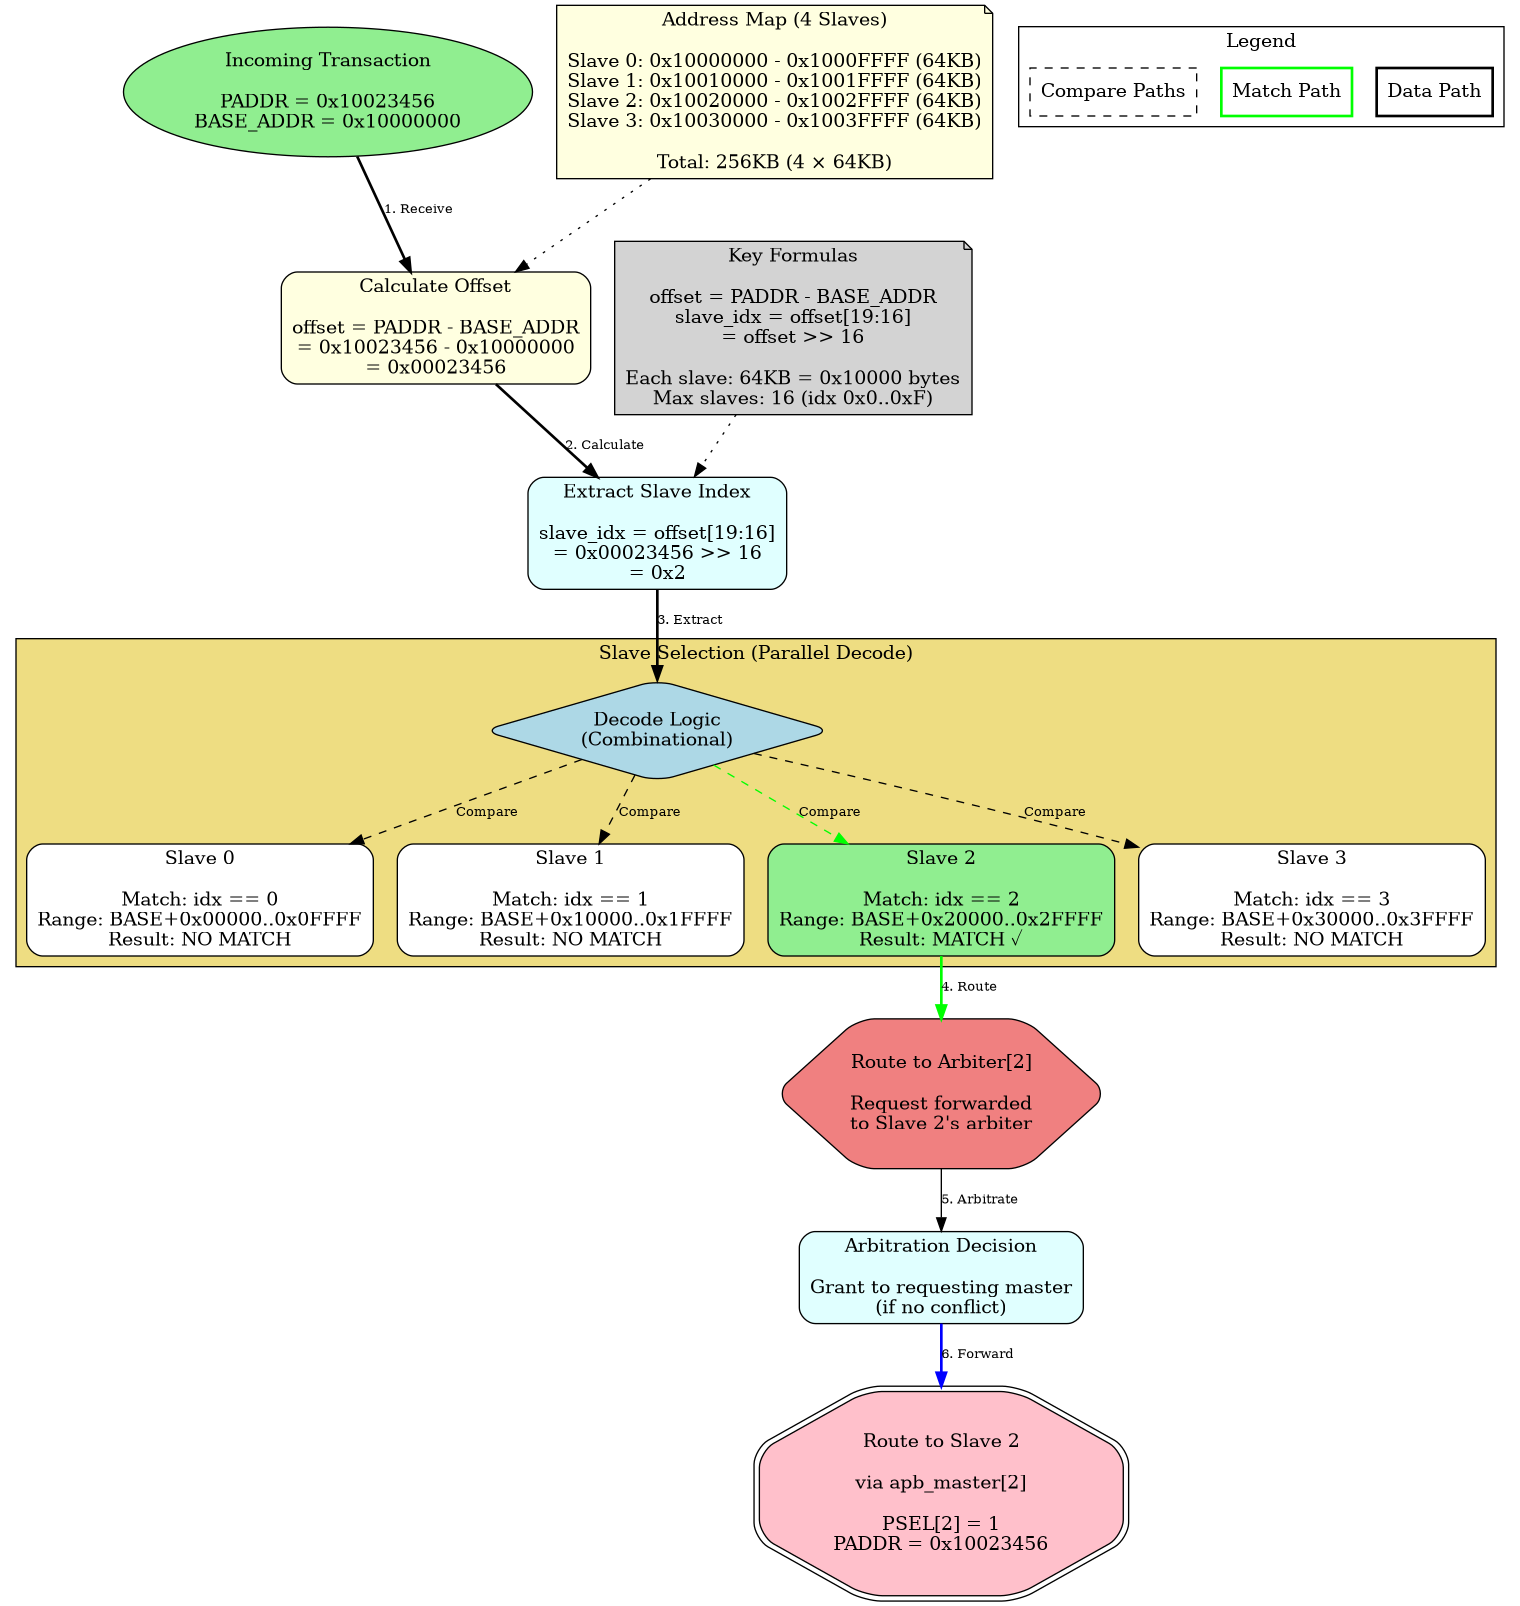 Incoming Transaction
PADDR = 0x10023456
BASE_ADDR = 0x10000000
Address Map (4 Slaves)
Slave 0: 0x10000000 - 0x1000FFFF (64KB)
Slave 1: 0x10010000 - 0x1001FFFF (64KB)
Slave 2: 0x10020000 - 0x1002FFFF (64KB)
Slave 3: 0x10030000 - 0x1003FFFF (64KB)
Total: 256KB (4 × 64KB)
Legend
Compare Paths
Match Path
Data Path
1. Receive
Calculate Offset
offset = PADDR - BASE_ADDR
= 0x10023456 - 0x10000000
= 0x00023456
Key Formulas
offset = PADDR - BASE_ADDR
slave_idx = offset[19:16]
= offset >> 16
Each slave: 64KB = 0x10000 bytes
Max slaves: 16 (idx 0x0..0xF)
2. Calculate
Extract Slave Index
slave_idx = offset[19:16]
= 0x00023456 >> 16
= 0x2
3. Extract
Slave Selection (Parallel Decode)
Decode Logic
(Combinational)
Compare
Compare
Compare
Compare
Slave 0
Match: idx == 0
Range: BASE+0x00000..0x0FFFF
Result: NO MATCH
Slave 1
Match: idx == 1
Range: BASE+0x10000..0x1FFFF
Result: NO MATCH
Slave 2
Match: idx == 2
Range: BASE+0x20000..0x2FFFF
Result: MATCH √
Slave 3
Match: idx == 3
Range: BASE+0x30000..0x3FFFF
Result: NO MATCH
4. Route
Route to Arbiter[2]
Request forwarded
to Slave 2's arbiter
5. Arbitrate
Arbitration Decision
Grant to requesting master
(if no conflict)
6. Forward
Route to Slave 2
via apb_master[2]
PSEL[2] = 1
PADDR = 0x10023456